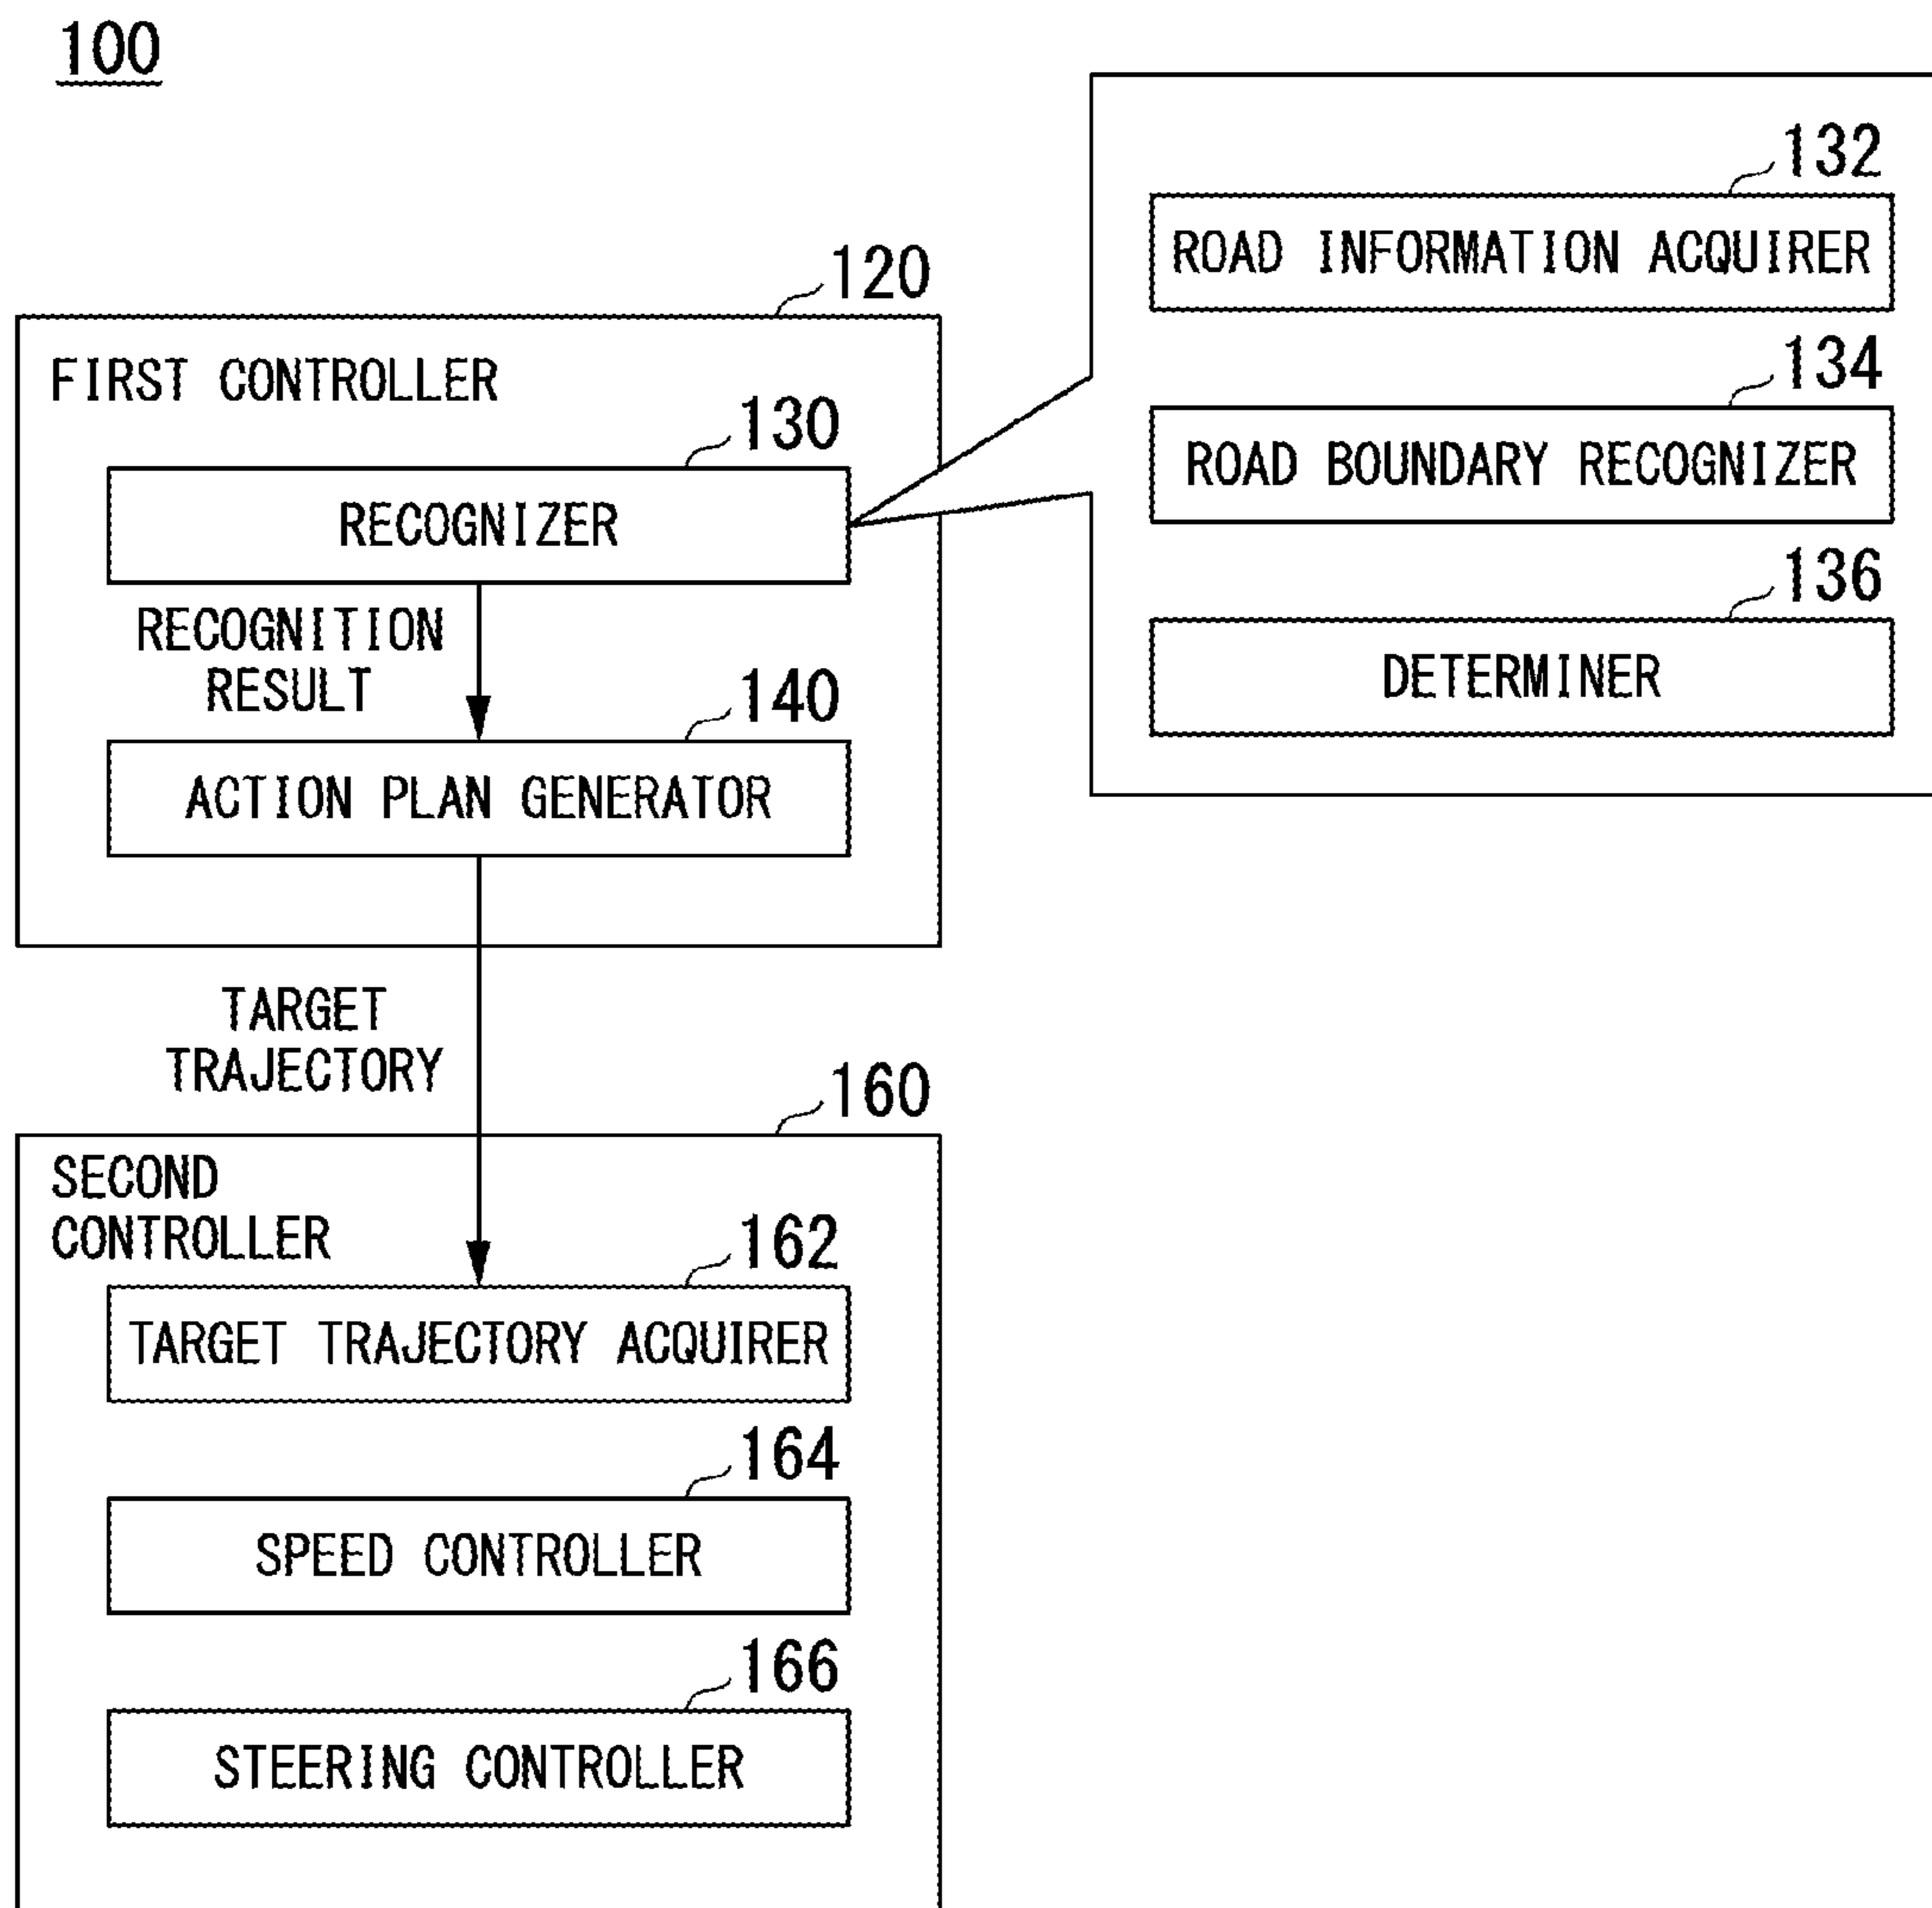 100
120
FIRST CONTROLLER
130
RECOGNIZER
RECOGNITION
RESULT
140
ACTION PLAN GENERATOR
132
ROAD INFORMATION ACQUIRER
134
ROAD BOUNDARY RECOGNIZER
136
DETERMINER
TARGET
TRAJECTORY
160
SECOND
CONTROLLER
162
TARGET TRAJECTORY ACQUIRER
164
SPEED CONTROLLER
166
STEERING CONTROLLER